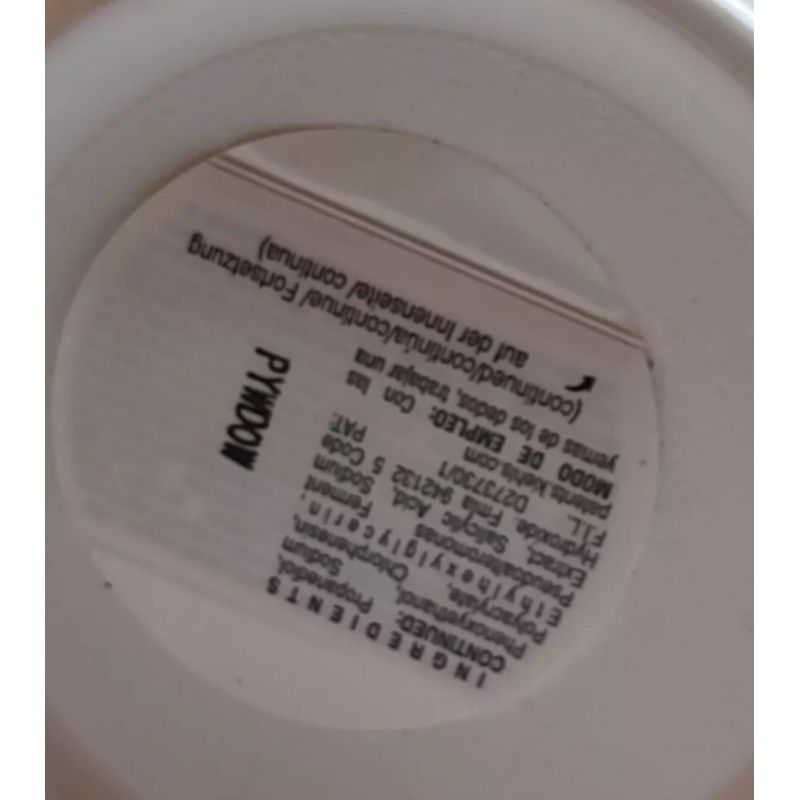 INGREDIENTS
CONTINUED: Propanediol,
Phenoxyethanol, Sodium
Polyacrylate, Chlorphenesin,
Ethylhexylglycerin,
Pseudoalteromonas Ferment
Extract, Salicylic Acid, Sodium
Hydroxide. Fmla 942132 5 Code
F.I.L. D273730/1 PAT:
patents.kiehls.com
MODO DE EMPLEO: Con las
yemas de los dedos, trabajar una
(continued/continúa/continue/ Fortsetzung
auf der Innenseite/ continua)
PYWDOW